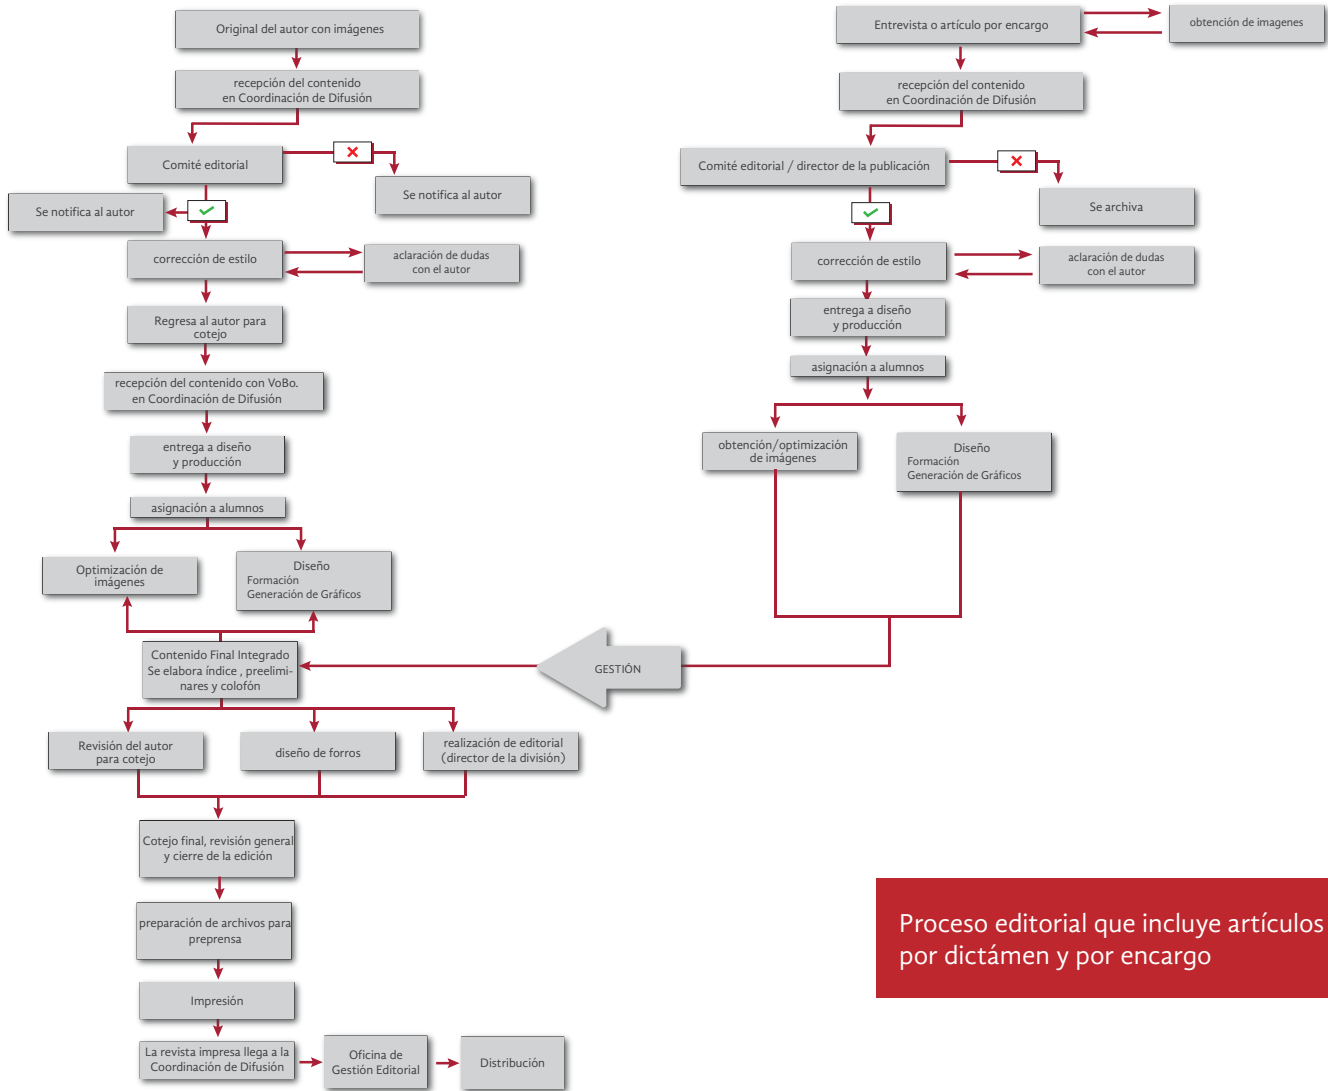 Original del autor con imágenes
recepción del contenido
en Coordinación de Difusión
Comité editorial
Se notifica al autor
Se notifica al autor
corrección de estilo
aclaración de dudas
con el autor
Regresa al autor para
cotejo
recepción del contenido con VoBo.
en Coordinación de Difusión
entrega a diseño
y producción
asignación a alumnos
Optimización de
imágenes
Diseño
Formación
Generación de Gráficos
Entrevista o artículo por encargo
obtención de imagenes
recepción del contenido
en Coordinación de Difusión
Comité editorial / director de la publicación
Se archiva
corrección de estilo
aclaración de dudas
con el autor
entrega a diseño
y producción
asignación a alumnos
obtención/optimización
de imágenes
Diseño
Formación
Generación de Gráficos
GESTIÓN
Contenido Final Integrado
Se elabora índice , preelimi-
nares y colofón
Revisión del autor
para cotejo
diseño de forros
realización de editorial
(director de la división)
Cotejo final, revisión general
y cierre de la edición
preparación de archivos para
preprensa
Impresión
La revista impresa llega a la
Coordinación de Difusión
Oficina de
Gestión Editorial
Distribución
Proceso editorial que incluye artículos
por dictámen y por encargo